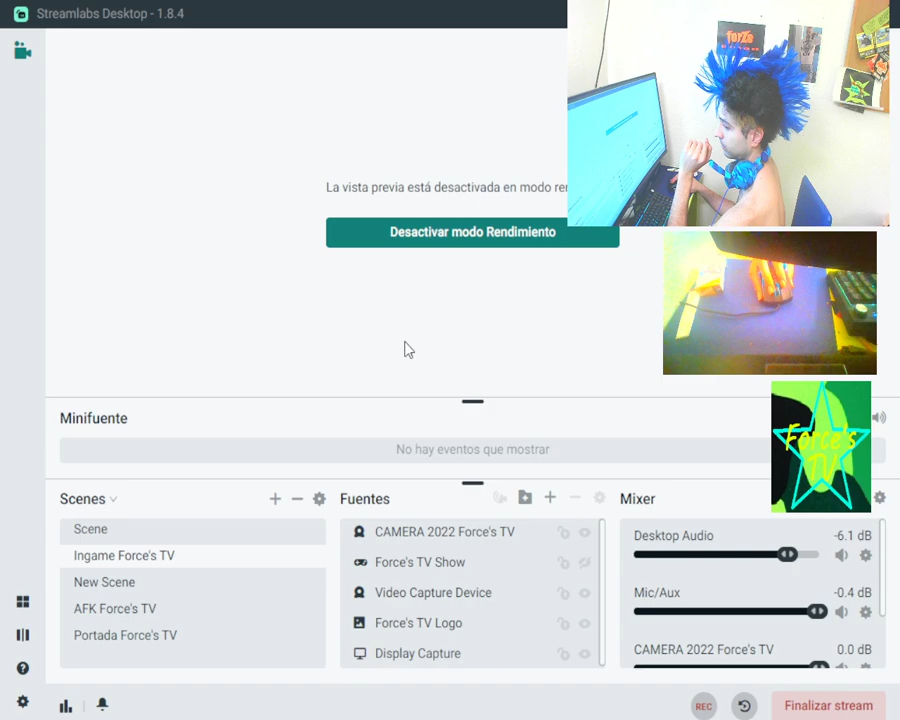 Streamlabs Desktop - 1.8.4
forZe
La vista previa está desactivada en modo
Desactivar modo Rendimiento
Minifuente
No hay eventos que mostrar
Force's
TV
Scenes
Fuentes
Mixer
Scene
Ingame Force's TV
New Scene
AFK Force's TV
Portada Force's TV
CAMERA 2022 Force's TV
Force's TV Show
Video Capture Device
Force's TV Logo
Display Capture
Desktop Audio -6.1 dB
Mic/Aux -0.4 dB
CAMERA 2022 Force's TV 0.0 dB
REC
Finalizar stream